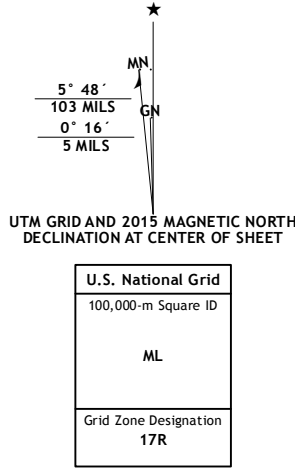 ★
MN
GN
5° 48´
103 MILS
0° 16´
5 MILS
UTM GRID AND 2015 MAGNETIC NORTH
DECLINATION AT CENTER OF SHEET
U.S. National Grid
100,000-m Square ID
ML
Grid Zone Designation
17R